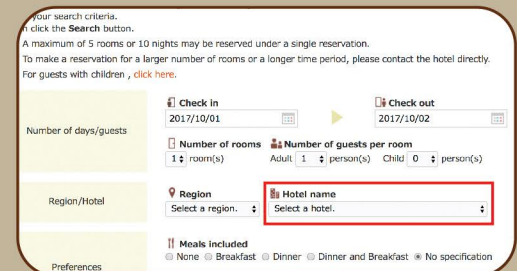 your search criteria.
click the Search button.
A maximum of 5 rooms or 10 nights may be reserved under a single reservation.
To make a reservation for a larger number of rooms or a longer time period, please contact the hotel directly.
For guests with children , click here.
Number of days/guests
Check in
Check out
2017/10/01
2017/10/02
Number of rooms
Number of guests per room
1 room(s)
Adult 1 person(s) Child 0 person(s)
Region/Hotel
Region
Hotel name
Select a region.
Select a hotel.
Preferences
Meals included
None Breakfast Dinner Dinner and Breakfast No specification